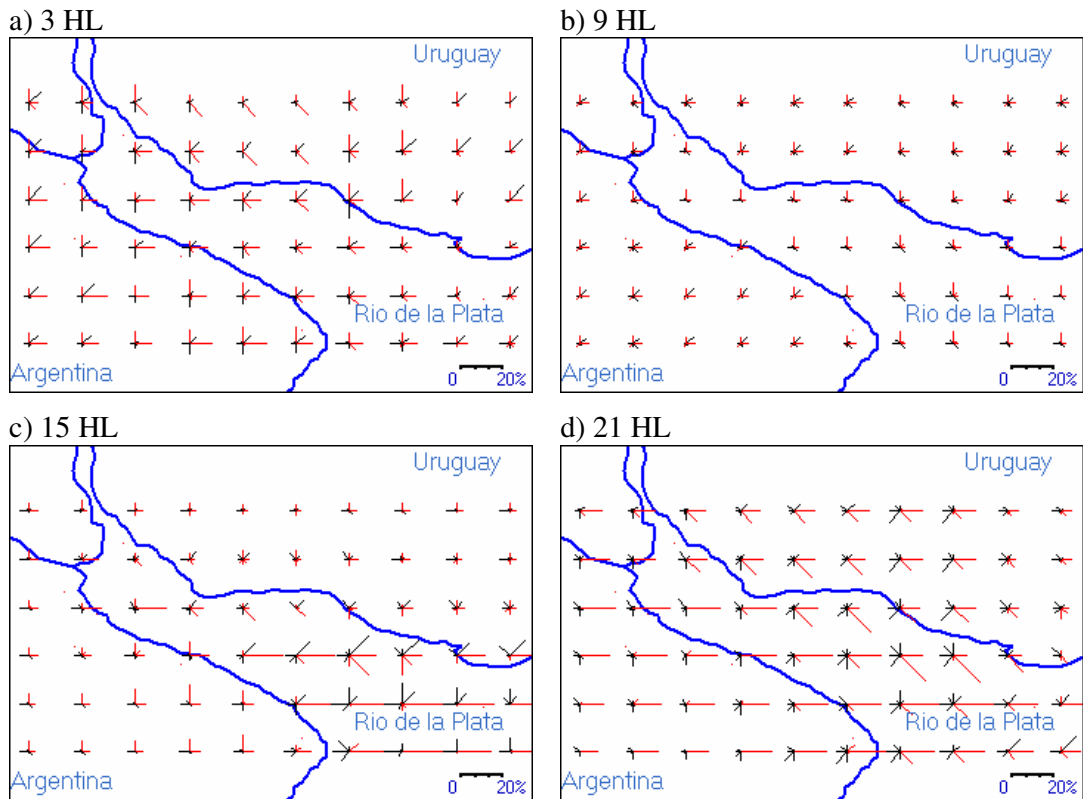 a) 3 HL
b) 9 HL
Uruguay
Uruguay
Rio de la Plata
Rio de la Plata
Argentina
0 20%
Argentina
0 20%
c) 15 HL
d) 21 HL
Uruguay
Uruguay
Rio de la Plata
Rio de la Plata
Argentina
0 20%
Argentina
0 20%